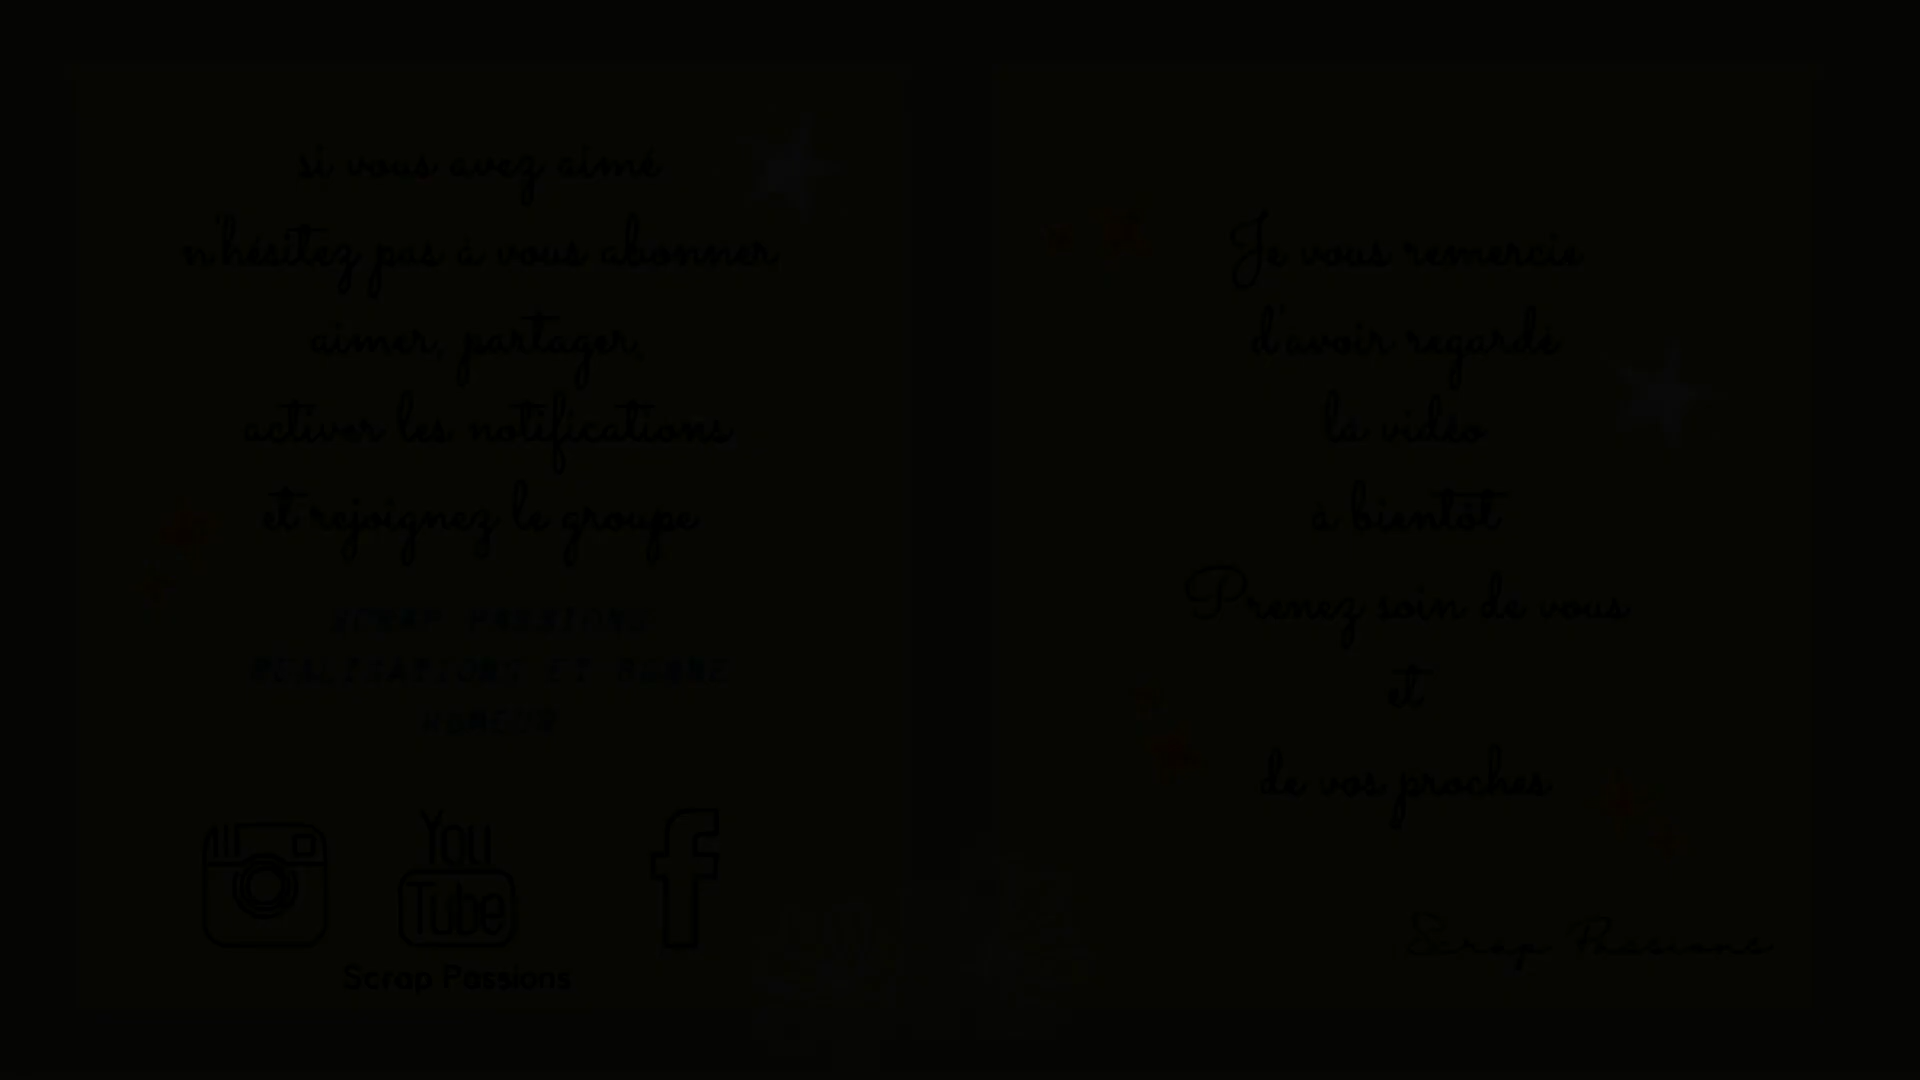 si vous avez aimé
n'hésitez pas à vous abonner
aimer, partager,
activer les notifications
et rejoignez le groupe
SCRAP PASSIONS
REALISATIONS ET BONNE
HUMEUR
You
Tube
Scrap Passions
Je vous remercie
d'avoir regardé
la vidéo
à bientôt
Prenez soin de vous
et
de vos proches
Scrap Passions